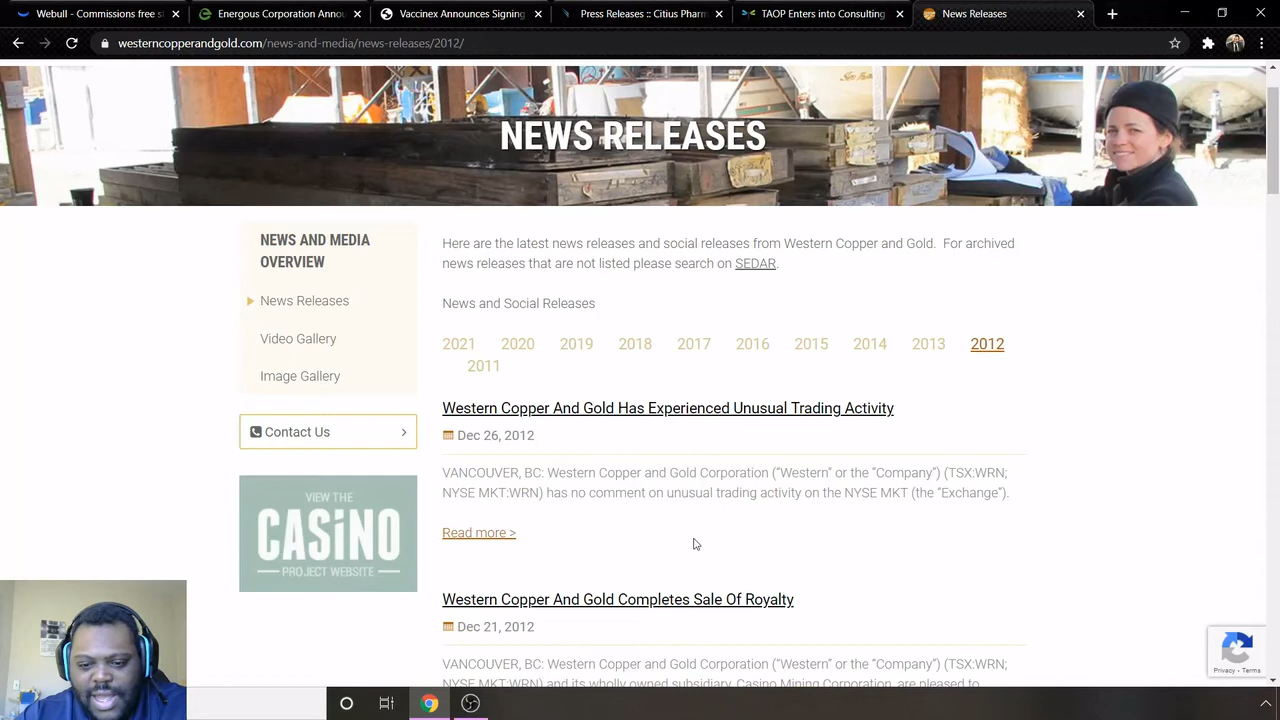 Webull - Commissions free s
Energous Corporation Annou
Vaccinex Announces Signing
Press Releases :: Citius Pharm
TAOP Enters into Consulting
News Releases
westerncopperandgold.com/news-and-media/news-releases/2012/
NEWS RELEASES
NEWS AND MEDIA
OVERVIEW
News Releases
Video Gallery
Image Gallery
Contact Us
VIEW THE
CASINO
PROJECT WEBSITE
Here are the latest news releases and social releases from Western Copper and Gold. For archived
news releases that are not listed please search on SEDAR.
News and Social Releases
2021 2020 2019 2018 2017 2016 2015 2014 2013 2012
2011
Western Copper And Gold Has Experienced Unusual Trading Activity
Dec 26, 2012
VANCOUVER, BC: Western Copper and Gold Corporation (“Western” or the “Company”) (TSX:WRN;
NYSE MKT:WRN) has no comment on unusual trading activity on the NYSE MKT (the “Exchange”).
Read more >
Western Copper And Gold Completes Sale Of Royalty
Dec 21, 2012
VANCOUVER, BC: Western Copper and Gold Corporation (“Western” or the “Company”) (TSX:WRN;
NYSE MKT:WRN) and its wholly owned subsidiary, Casino Mining Corporation, are pleased to
Privacy - Terms